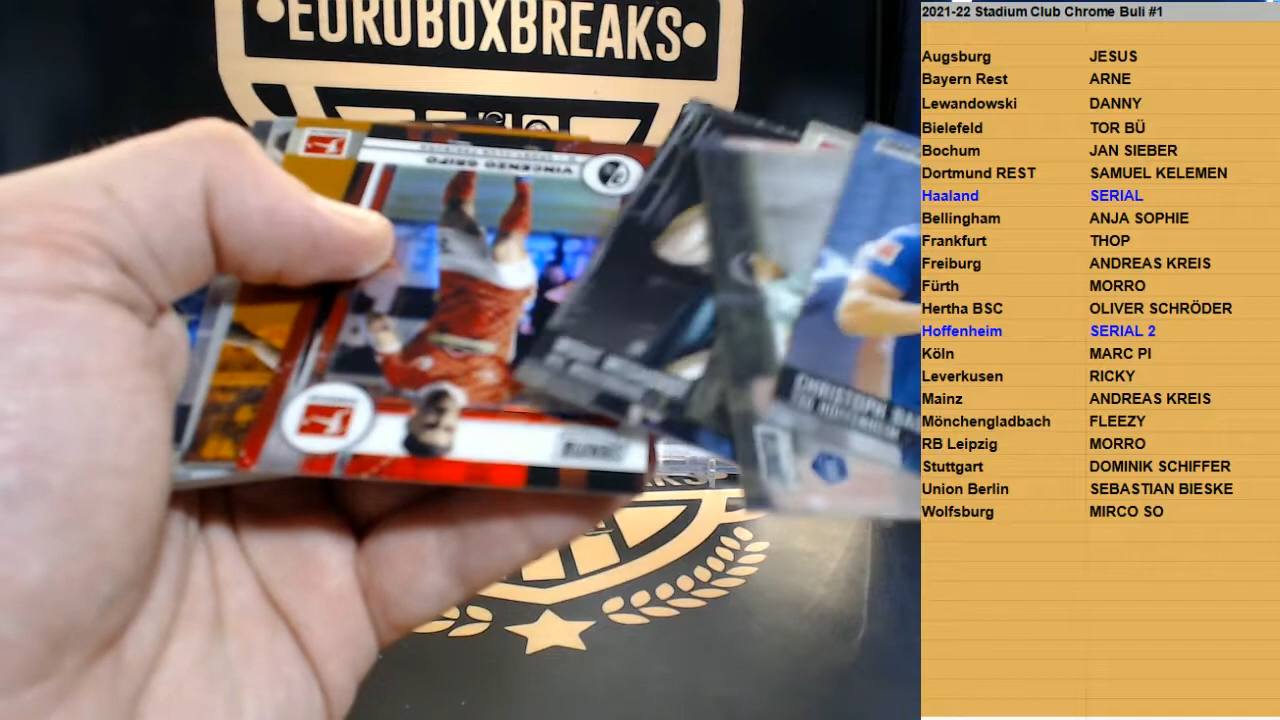 •EUROBOXBREAKS•
VINCENZO GRIFO
CHRISTOPH BA
2021-22 Stadium Club Chrome Buli #1
Augsburg JESUS
Bayern Rest ARNE
Lewandowski DANNY
Bielefeld TOR BÜ
Bochum JAN SIEBER
Dortmund REST SAMUEL KELEMEN
Haaland SERIAL
Bellingham ANJA SOPHIE
Frankfurt THOP
Freiburg ANDREAS KREIS
Fürth MORRO
Hertha BSC OLIVER SCHRÖDER
Hoffenheim SERIAL 2
Köln MARC PI
Leverkusen RICKY
Mainz ANDREAS KREIS
Mönchengladbach FLEEZY
RB Leipzig MORRO
Stuttgart DOMINIK SCHIFFER
Union Berlin SEBASTIAN BIESKE
Wolfsburg MIRCO SO